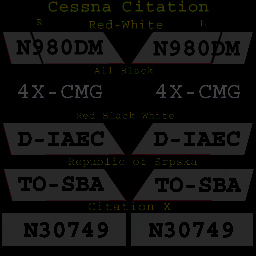 Cessna Citation
R L
Red-White
N980DM N980DM
All Black
4X-CMG 4X-CMG
Red Black White
D-IAEC D-IAEC
Republic of Srpska
TO-SBA TO-SBA
Citation X
N30749 N30749